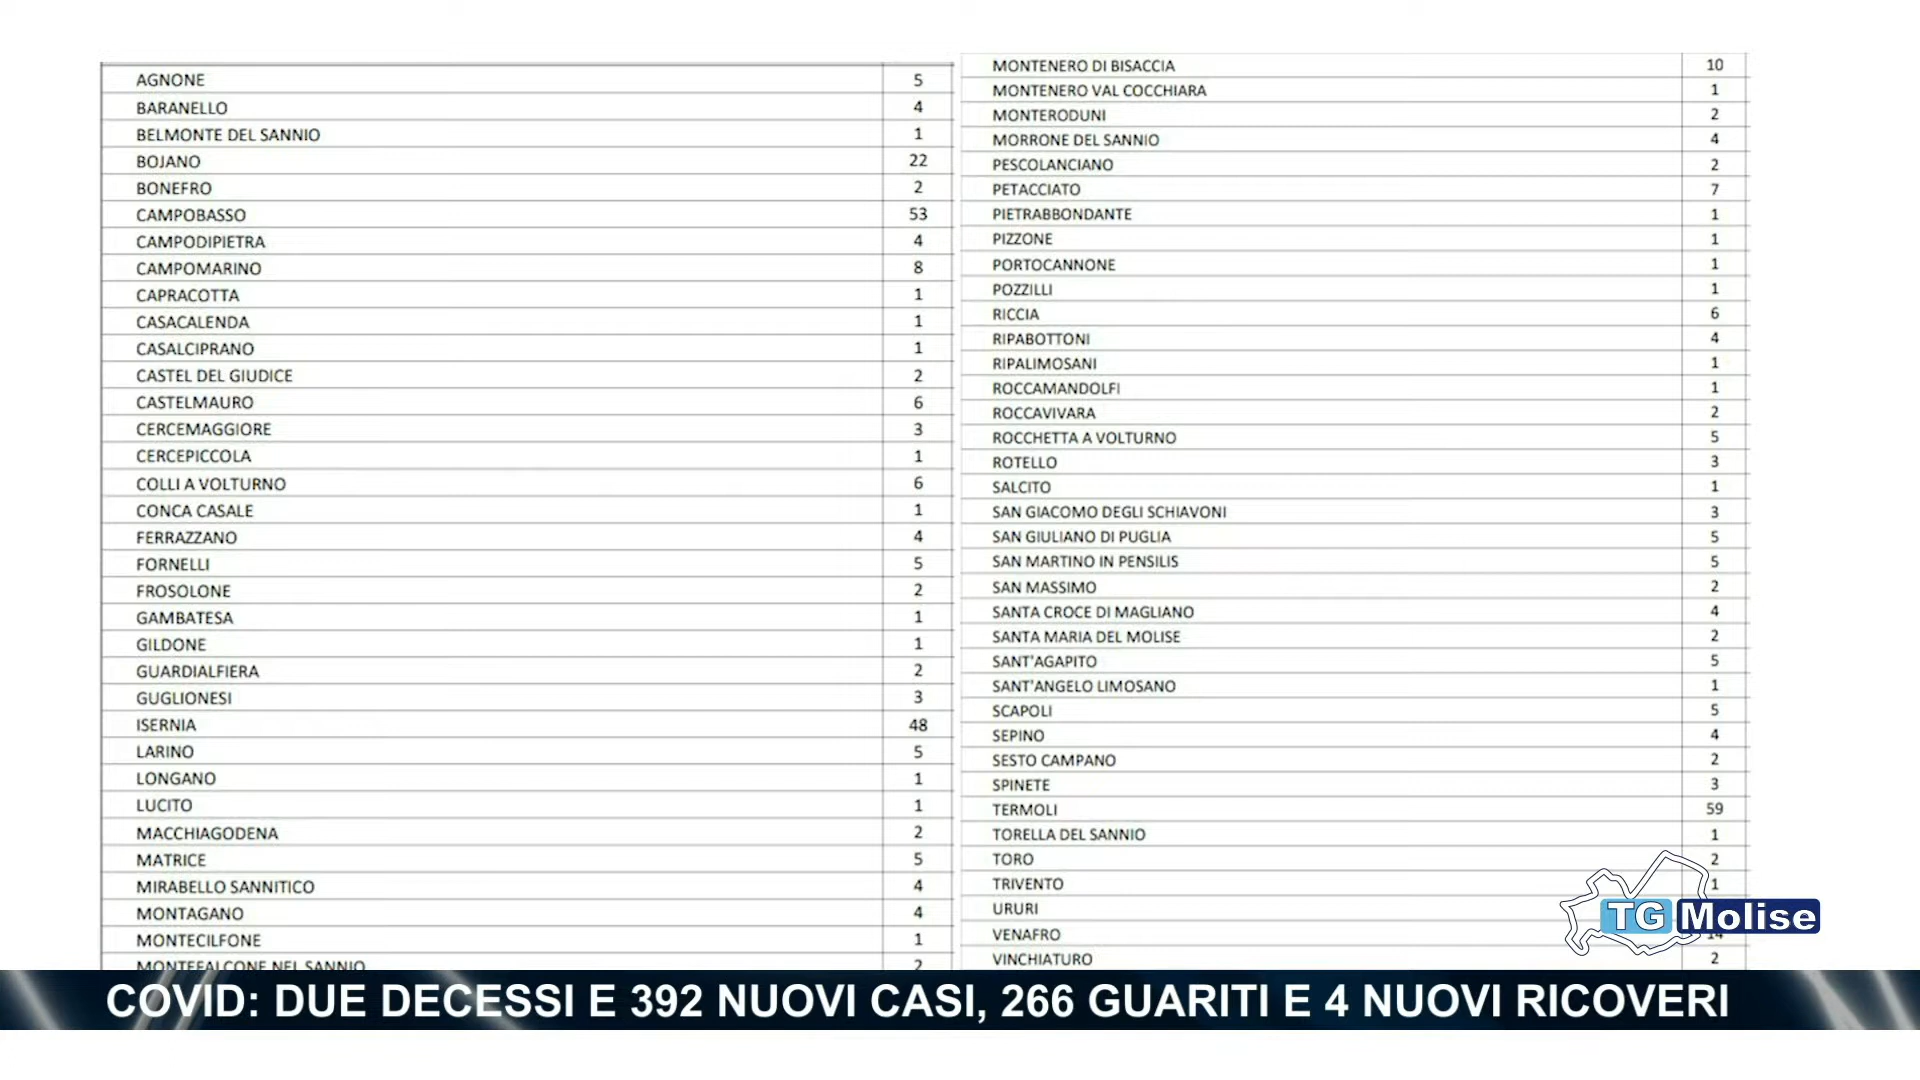 AGNONE 5
BARANELLO 4
BELMONTE DEL SANNIO 1
BOJANO 22
BONEFRO 2
CAMPOBASSO 53
CAMPODIPIETRA 4
CAMPOMARINO 8
CAPRACOTTA 1
CASACALENDA 1
CASALCIPRANO 1
CASTEL DEL GIUDICE 2
CASTELMAURO 6
CERCEMAGGIORE 3
CERCEPICCOLA 1
COLLI A VOLTURNO 6
CONCA CASALE 1
FERRAZZANO 4
FORNELLI 5
FROSOLONE 2
GAMBATESA 1
GILDONE 1
GUARDIALFIERA 2
GUGLIONESI 3
ISERNIA 48
LARINO 5
LONGANO 1
LUCITO 1
MACCHIAGODENA 2
MATRICE 5
MIRABELLO SANNITICO 4
MONTAGANO 4
MONTECILFONE 1
MONTEFALCONE NEL SANNIO 2
MONTENERO DI BISACCIA 10
MONTENERO VAL COCCHIARA 1
MONTERODUNI 2
MORRONE DEL SANNIO 4
PESCOLANCIANO 2
PETACCIATO 7
PIETRABBONDANTE 1
PIZZONE 1
PORTOCANNONE 1
POZZILLI 1
RICCIA 6
RIPABOTTONI 4
RIPALIMOSANI 1
ROCCAMANDOLFI 1
ROCCAVIVARA 2
ROCCHETTA A VOLTURNO 5
ROTELLO 3
SALCITO 1
SAN GIACOMO DEGLI SCHIAVONI 3
SAN GIULIANO DI PUGLIA 5
SAN MARTINO IN PENSILIS 5
SAN MASSIMO 2
SANTA CROCE DI MAGLIANO 4
SANTA MARIA DEL MOLISE 2
SANT'AGAPITO 5
SANT'ANGELO LIMOSANO 1
SCAPOLI 5
SEPINO 4
SESTO CAMPANO 2
SPINETE 3
TERMOLI 59
TORELLA DEL SANNIO 1
TORO 2
TRIVENTO 1
URURI
VENAFRO 14
VINCHIATURO 2
TG Molise
COVID: DUE DECESSI E 392 NUOVI CASI, 266 GUARITI E 4 NUOVI RICOVERI